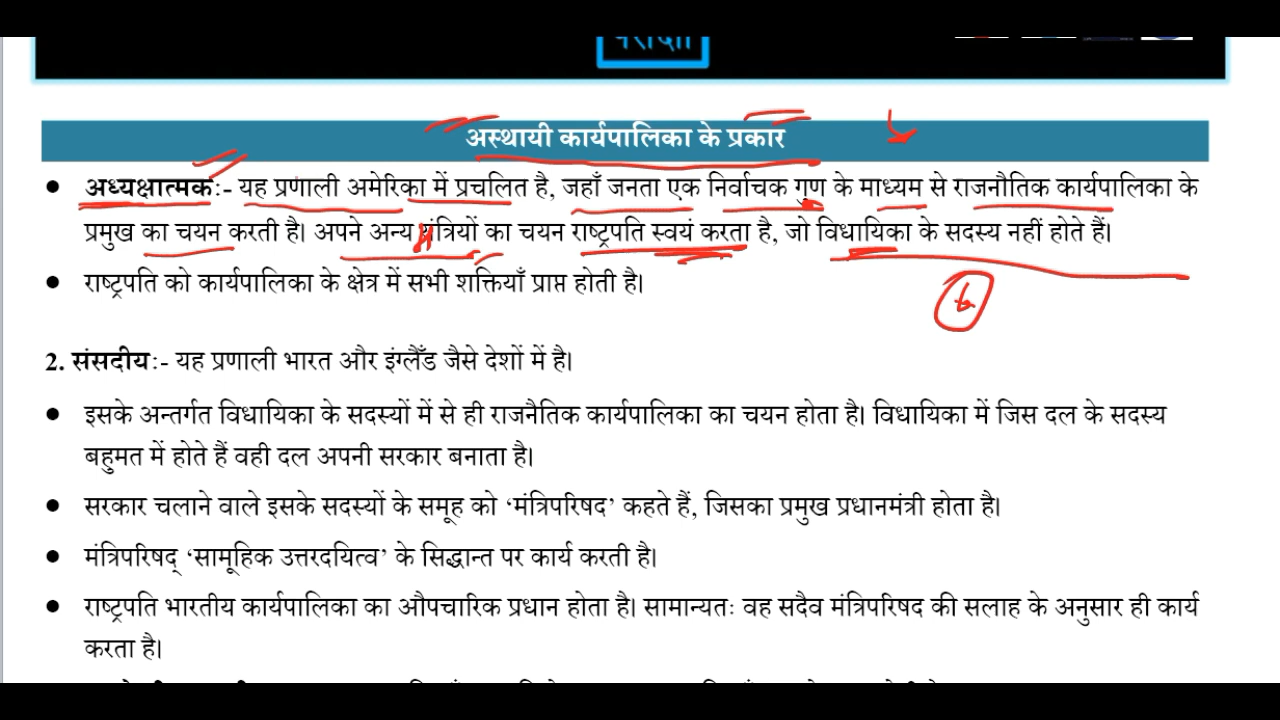 परीक्षा
अस्थायी कार्यपालिका के प्रकार
● अध्यक्षात्मकः- यह प्रणाली अमेरिका में प्रचलित है, जहाँ जनता एक निर्वाचक गुण के माध्यम से राजनौतिक कार्यपालिका के
प्रमुख का चयन करती है। अपने अन्य मंत्रियों का चयन राष्ट्रपति स्वयं करता है, जो विधायिका के सदस्य नहीं होते हैं।
● राष्ट्रपति को कार्यपालिका के क्षेत्र में सभी शक्तियाँ प्राप्त होती है।
2. संसदीयः- यह प्रणाली भारत और इंग्लैँड जैसे देशों में है।
● इसके अन्तर्गत विधायिका के सदस्यों में से ही राजनैतिक कार्यपालिका का चयन होता है। विधायिका में जिस दल के सदस्य
बहुमत में होते हैं वही दल अपनी सरकार बनाता है।
● सरकार चलाने वाले इसके सदस्यों के समूह को ‘मंत्रिपरिषद’ कहते हैं, जिसका प्रमुख प्रधानमंत्री होता है।
● मंत्रिपरिषद् ‘सामूहिक उत्तरदयित्व’ के सिद्धान्त पर कार्य करती है।
● राष्ट्रपति भारतीय कार्यपालिका का औपचारिक प्रधान होता है। सामान्यतः वह सदैव मंत्रिपरिषद की सलाह के अनुसार ही कार्य
करता है।